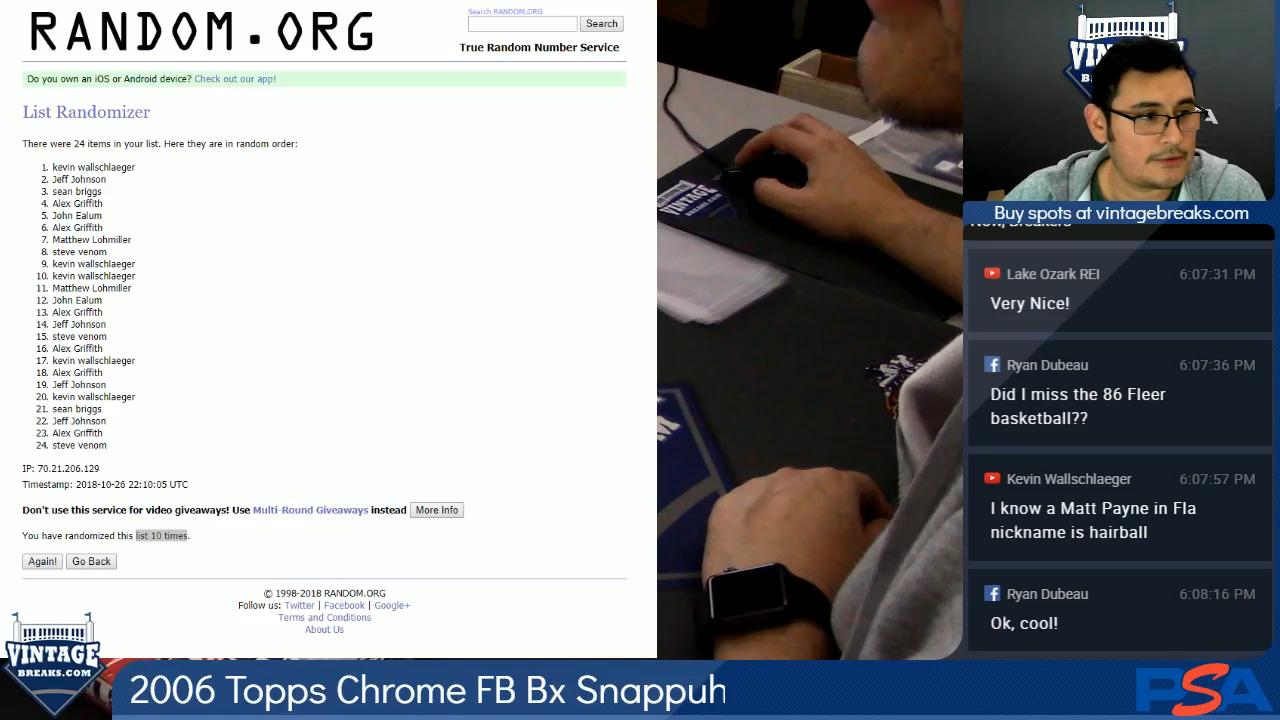 RANDOM.ORG
Search RANDOM.ORG
Search
True Random Number Service
Do you own an iOS or Android device? Check out our app!
List Randomizer
There were 24 items in your list. Here they are in random order:
1. kevin wallschlaeger
2. Jeff Johnson
3. sean briggs
4. Alex Griffith
5. John Ealum
6. Alex Griffith
7. Matthew Lohmiller
8. steve venom
9. kevin wallschlaeger
10. kevin wallschlaeger
11. Matthew Lohmiller
12. John Ealum
13. Alex Griffith
14. Jeff Johnson
15. steve venom
16. Alex Griffith
17. kevin wallschlaeger
18. Alex Griffith
19. Jeff Johnson
20. kevin wallschlaeger
21. sean briggs
22. Jeff Johnson
23. Alex Griffith
24. steve venom
IP: 70.21.206.129
Timestamp: 2018-10-26 22:10:05 UTC
Don't use this service for video giveaways! Use Multi-Round Giveaways instead More Info
You have randomized this list 10 times.
Again! Go Back
© 1998-2018 RANDOM.ORG
Follow us: Twitter | Facebook | Google+
Terms and Conditions
About Us
VINTAGE
BREAKS.COM
VINTAGE
BREAKS.COM
Buy spots at vintagebreaks.com
Lake Ozark REI 6:07:31 PM
Very Nice!
Ryan Dubeau 6:07:36 PM
Did I miss the 86 Fleer
basketball??
Kevin Wallschlaeger 6:07:57 PM
I know a Matt Payne in Fla
nickname is hairball
Ryan Dubeau 6:08:16 PM
Ok, cool!
2006 Topps Chrome FB Bx Snappuh
PSA